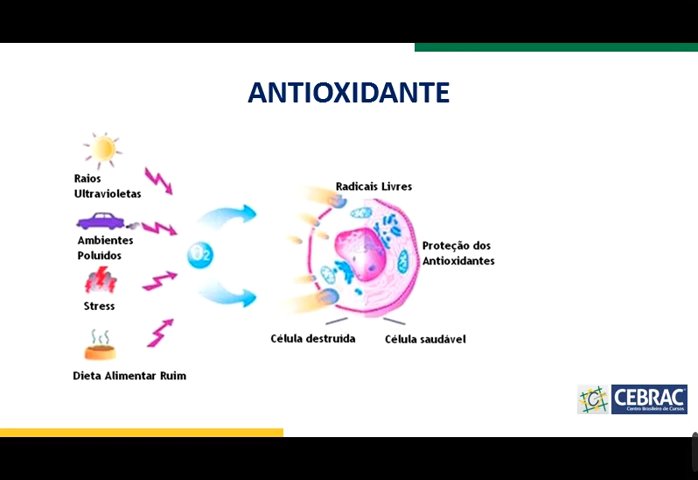 ANTIOXIDANTE
Raios
Ultravioletas
Ambientes
Poluidos
Stress
Dieta Alimentar Ruim
O2
Radicais Livres
Proteção dos
Antioxidantes
Célula destruída
Célula saudável
C
CEBRAC
Centro Brasileiro de Cursos